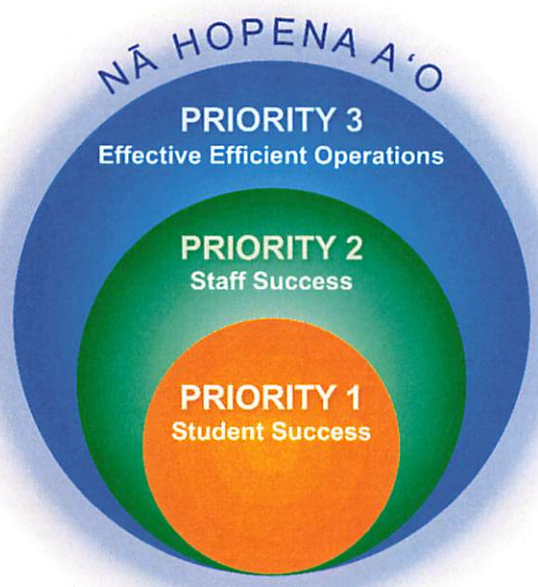 NĀ HOPENA A‘O
PRIORITY 3
Effective Efficient Operations
PRIORITY 2
Staff Success
PRIORITY 1
Student Success